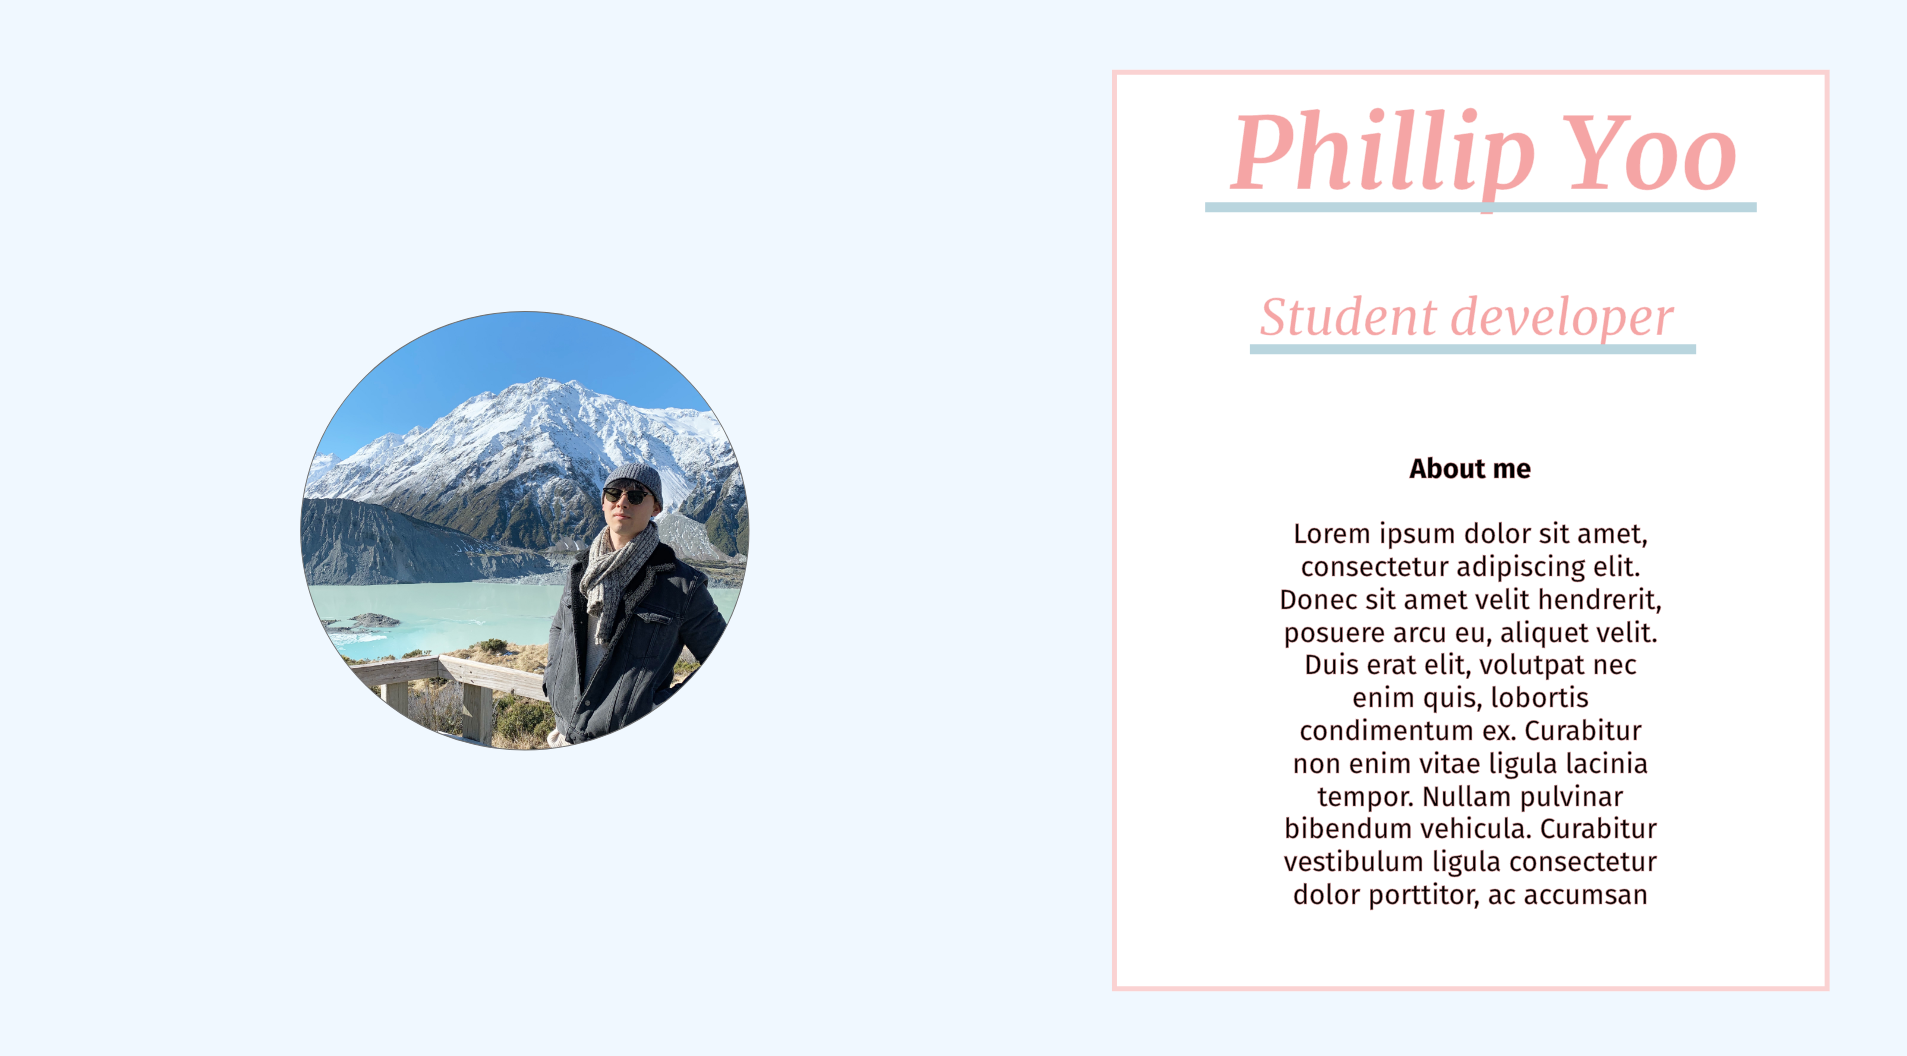 Phillip Yoo
Student developer
About me
Lorem ipsum dolor sit amet,
consectetur adipiscing elit.
Donec sit amet velit hendrerit,
posuere arcu eu, aliquet velit.
Duis erat elit, volutpat nec
enim quis, lobortis
condimentum ex. Curabitur
non enim vitae ligula lacinia
tempor. Nullam pulvinar
bibendum vehicula. Curabitur
vestibulum ligula consectetur
dolor porttitor, ac accumsan